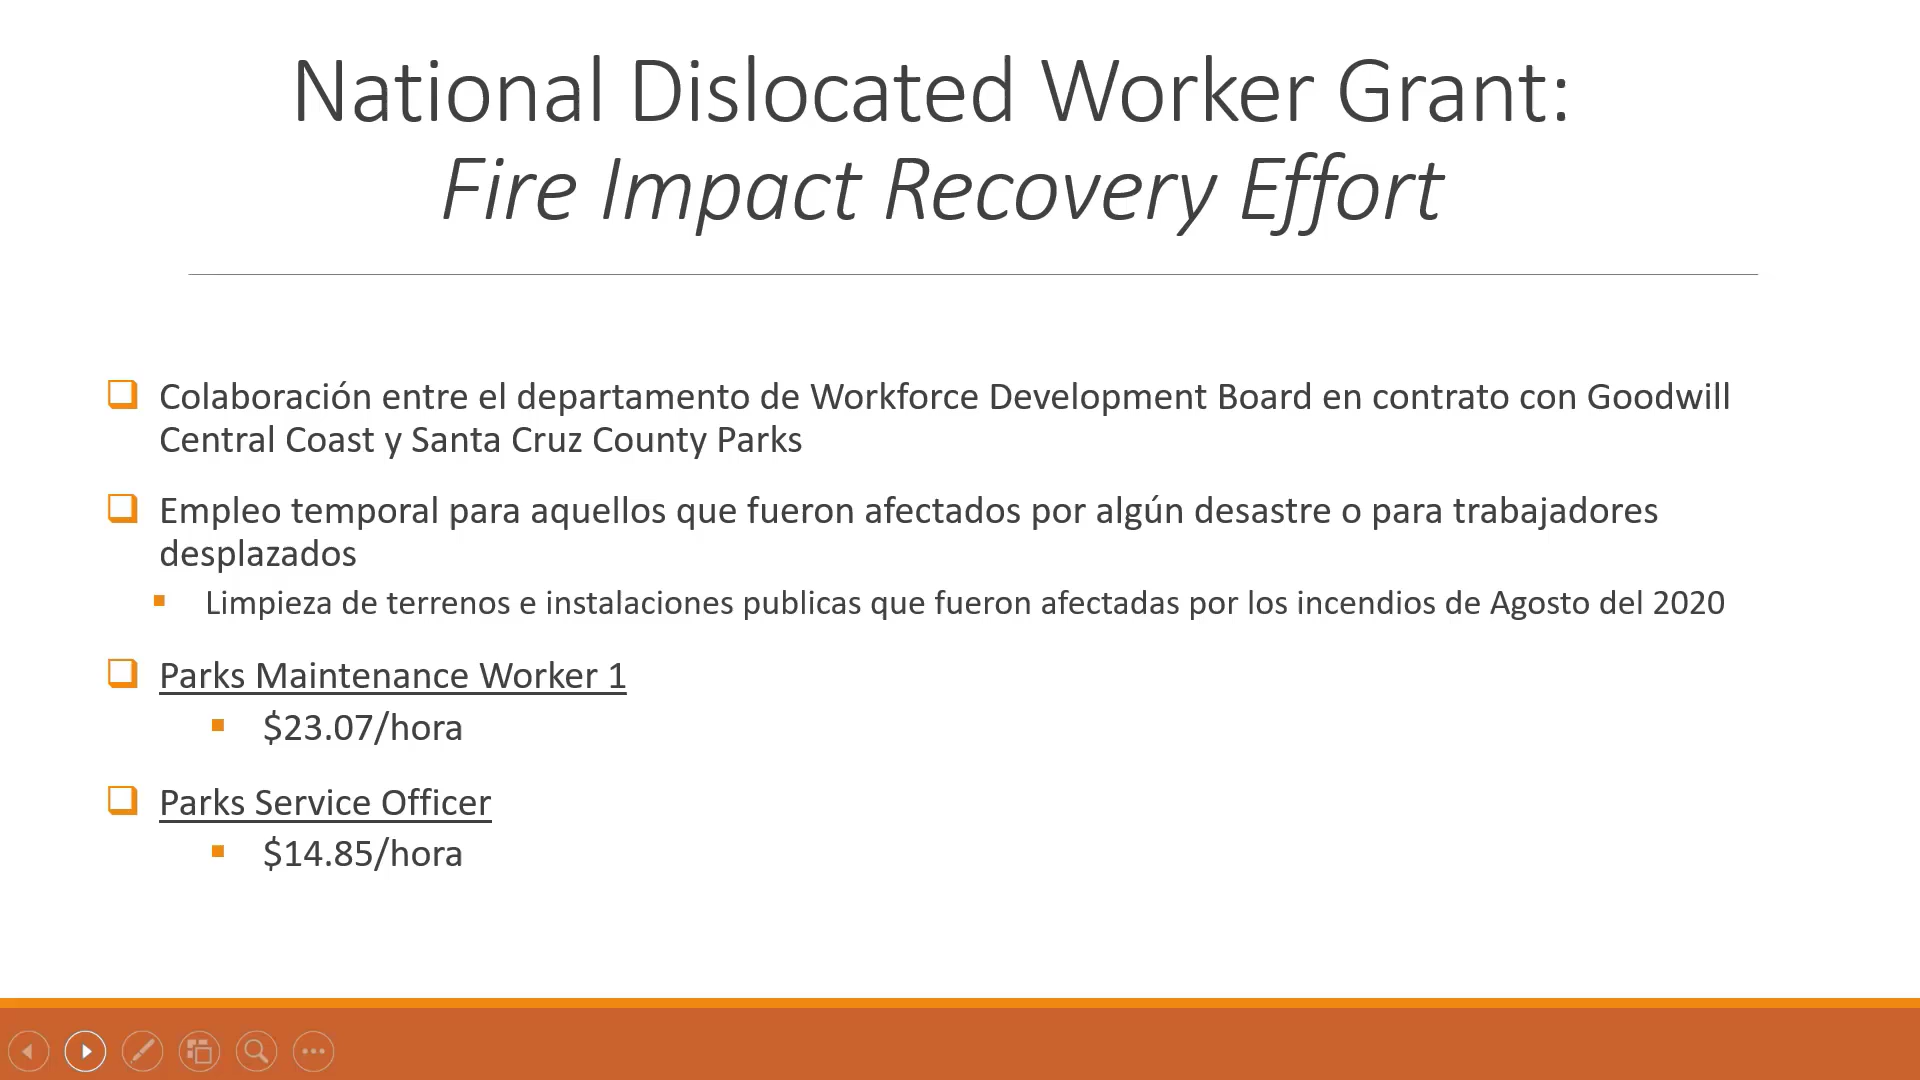 National Dislocated Worker Grant:
Fire Impact Recovery Effort
Colaboración entre el departamento de Workforce Development Board en contrato con Goodwill
Central Coast y Santa Cruz County Parks
Empleo temporal para aquellos que fueron afectados por algún desastre o para trabajadores
desplazados
Limpieza de terrenos e instalaciones publicas que fueron afectadas por los incendios de Agosto del 2020
Parks Maintenance Worker 1
$23.07/hora
Parks Service Officer
$14.85/hora